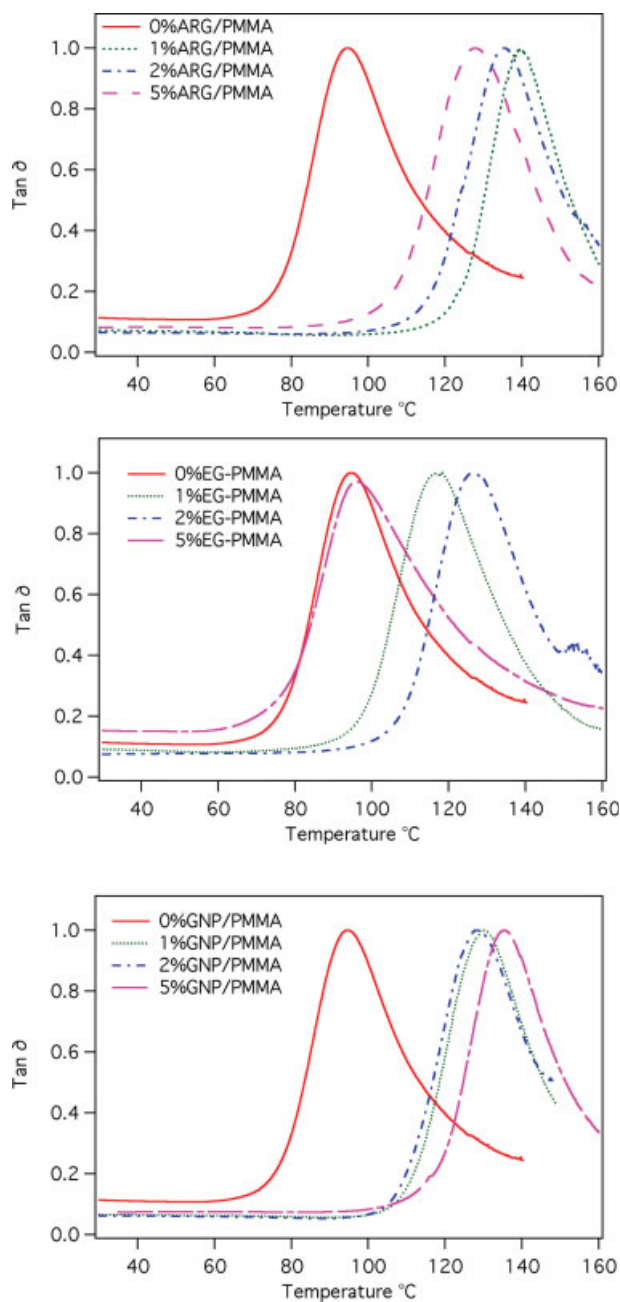 0%ARG/PMMA
1%ARG/PMMA
2%ARG/PMMA
5%ARG/PMMA
1.0
0.8
0.6
0.4
0.2
0.0
Tan ∂
40 60 80 100 120 140 160
Temperature °C
0%EG-PMMA
1%EG-PMMA
2%EG-PMMA
5%EG-PMMA
1.0
0.8
0.6
0.4
0.2
0.0
Tan ∂
40 60 80 100 120 140 160
Temperature °C
0%GNP/PMMA
1%GNP/PMMA
2%GNP/PMMA
5%GNP/PMMA
1.0
0.8
0.6
0.4
0.2
0.0
Tan ∂
40 60 80 100 120 140 160
Temperature °C